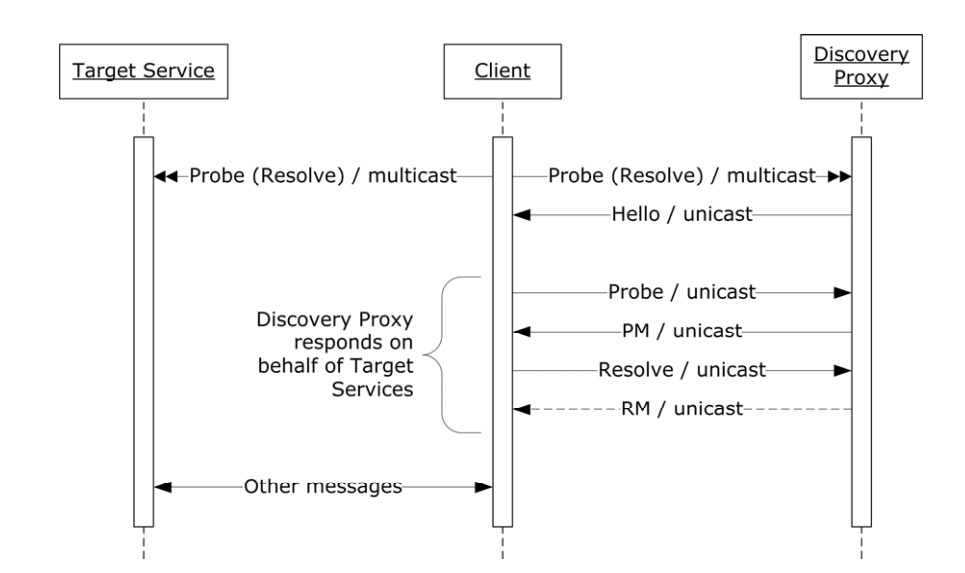 Target Service
Client
Discovery
Proxy
Probe (Resolve) / multicast
Probe (Resolve) / multicast
Hello / unicast
Probe / unicast
Discovery Proxy
responds on
behalf of Target
Services
PM / unicast
Resolve / unicast
RM / unicast
Other messages